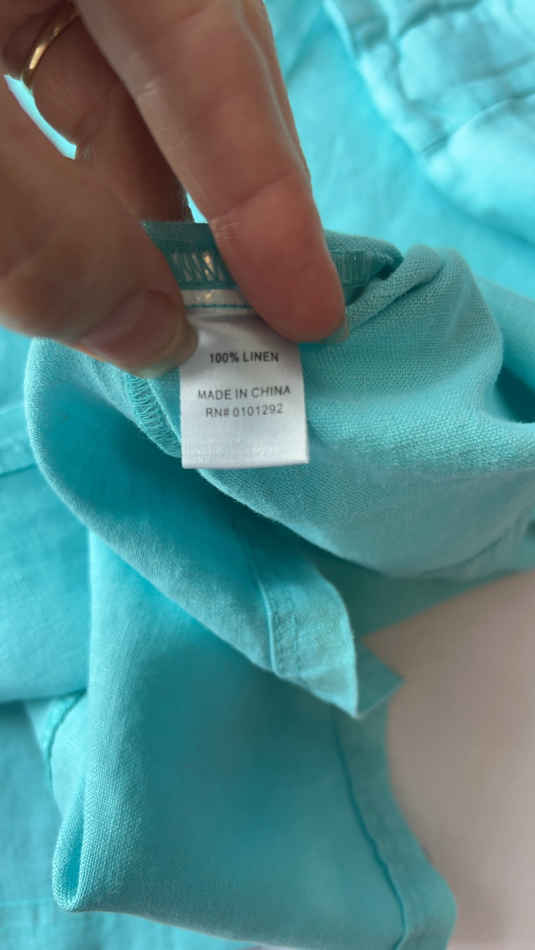 100% LINEN
MADE IN CHINA
RN# 0101292